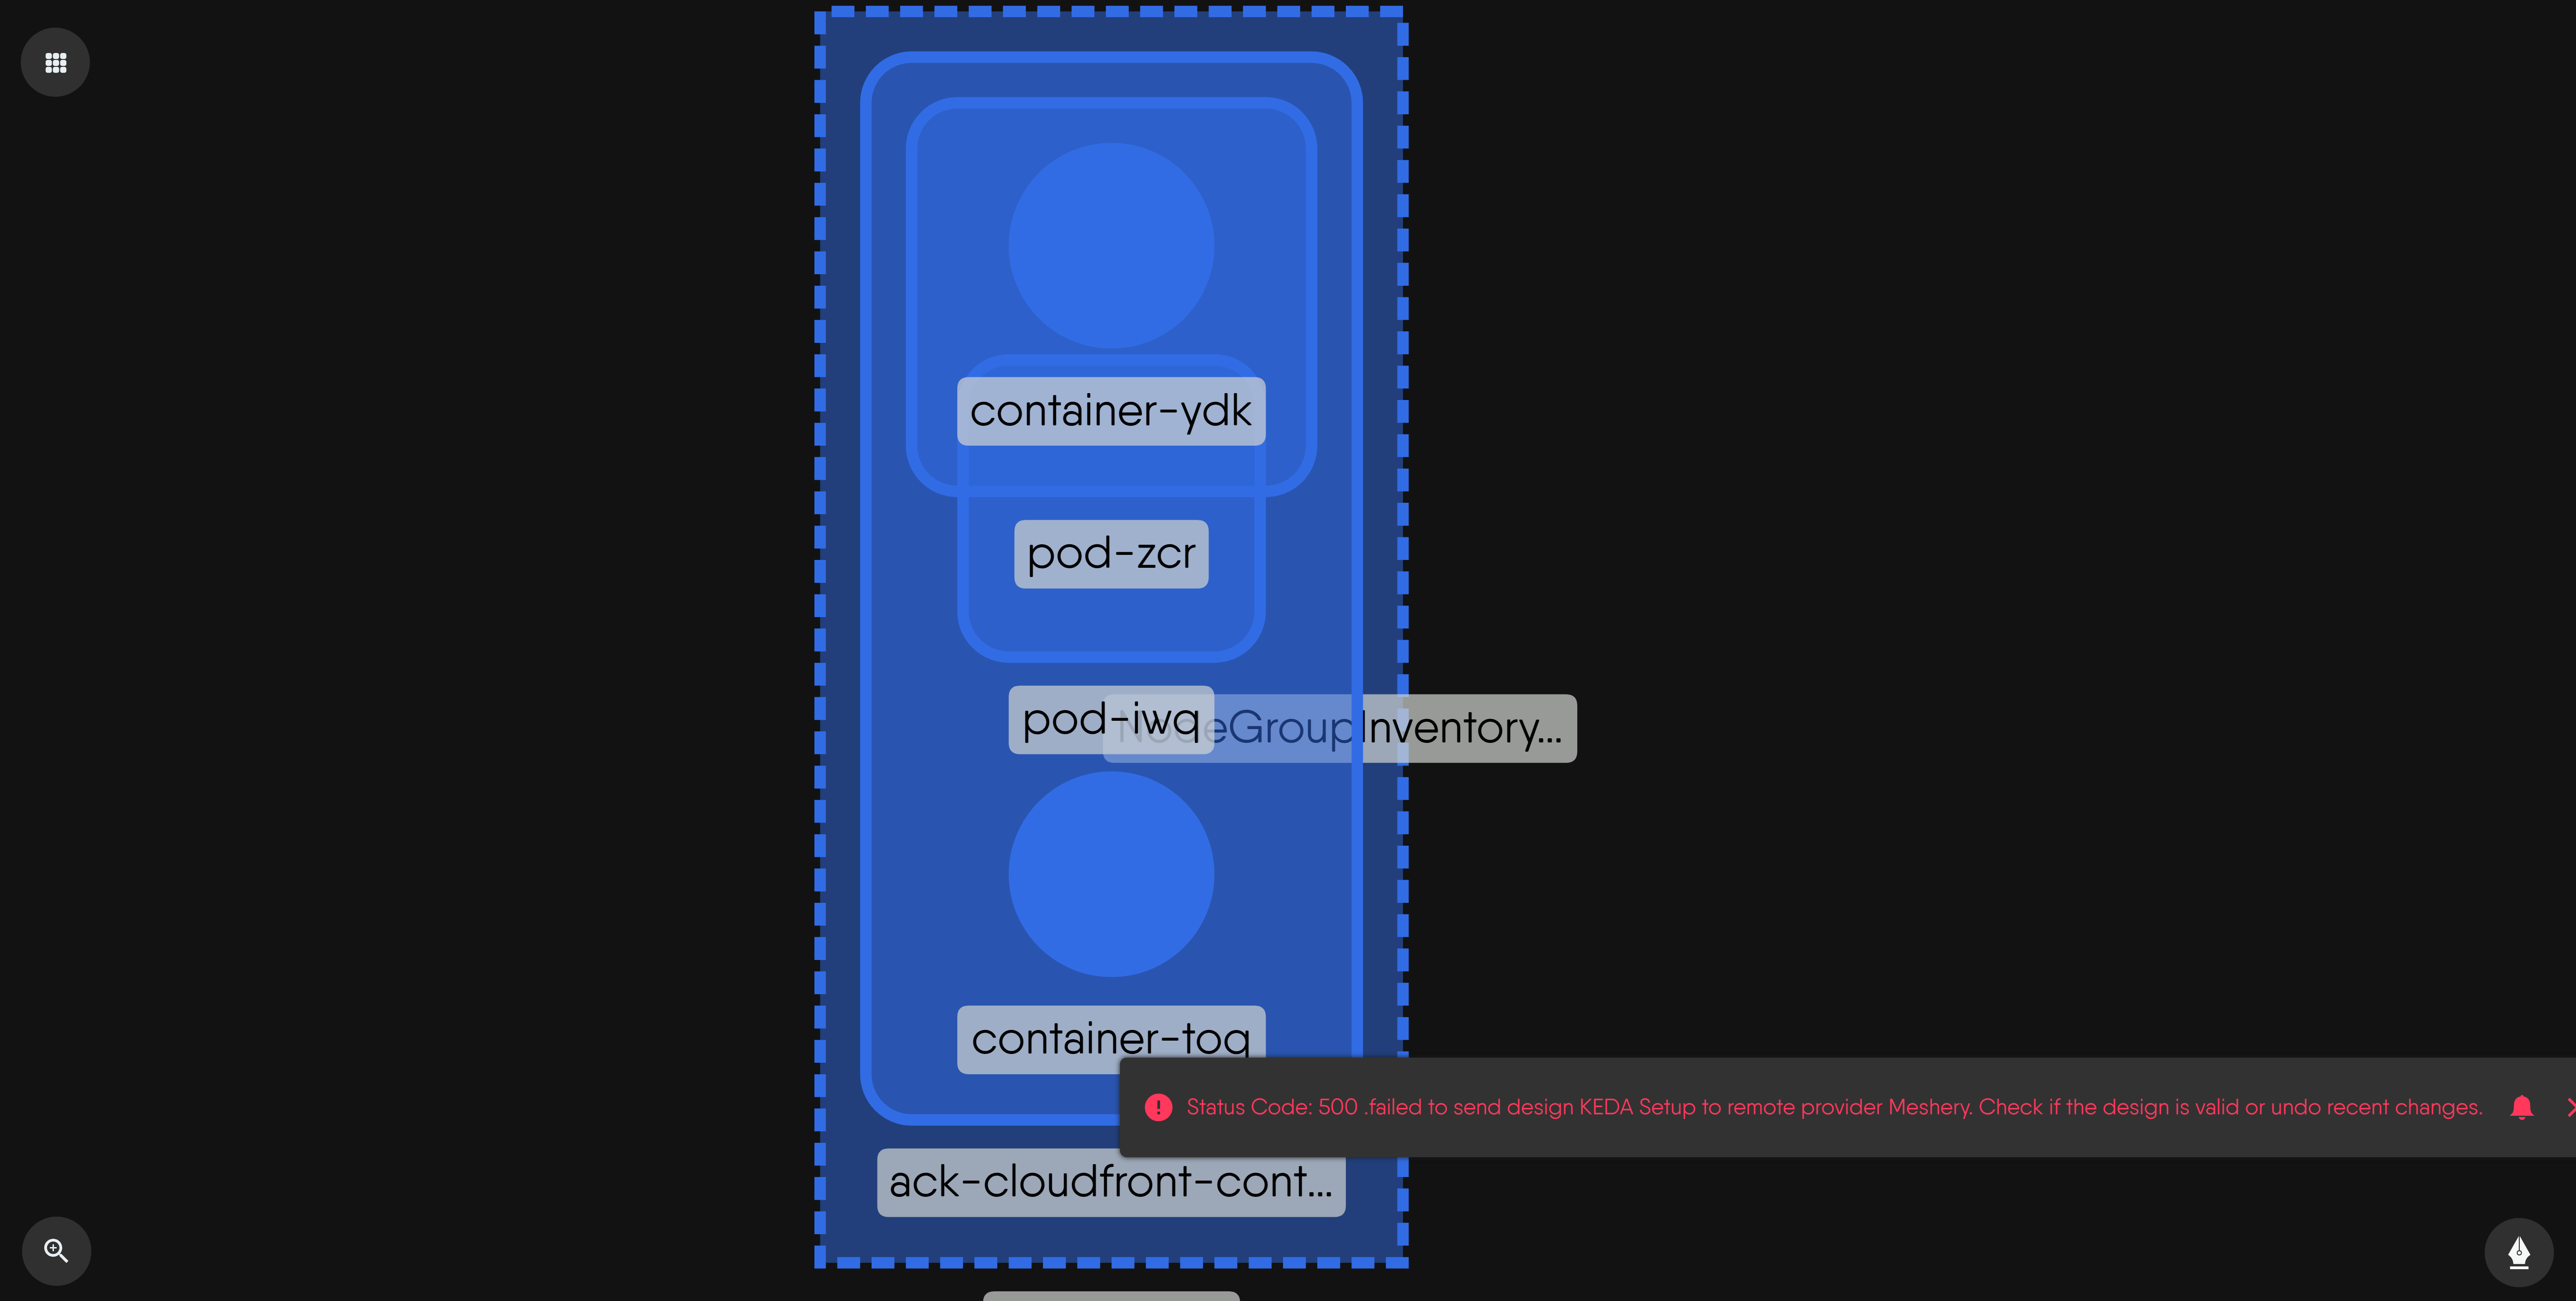 container-ydk
pod-zcr
pod-iwq
NodeGroupInventory...
container-toq
Status Code: 500 .failed to send design KEDA Setup to remote provider Meshery. Check if the design is valid or undo recent changes.
ack-cloudfront-cont...